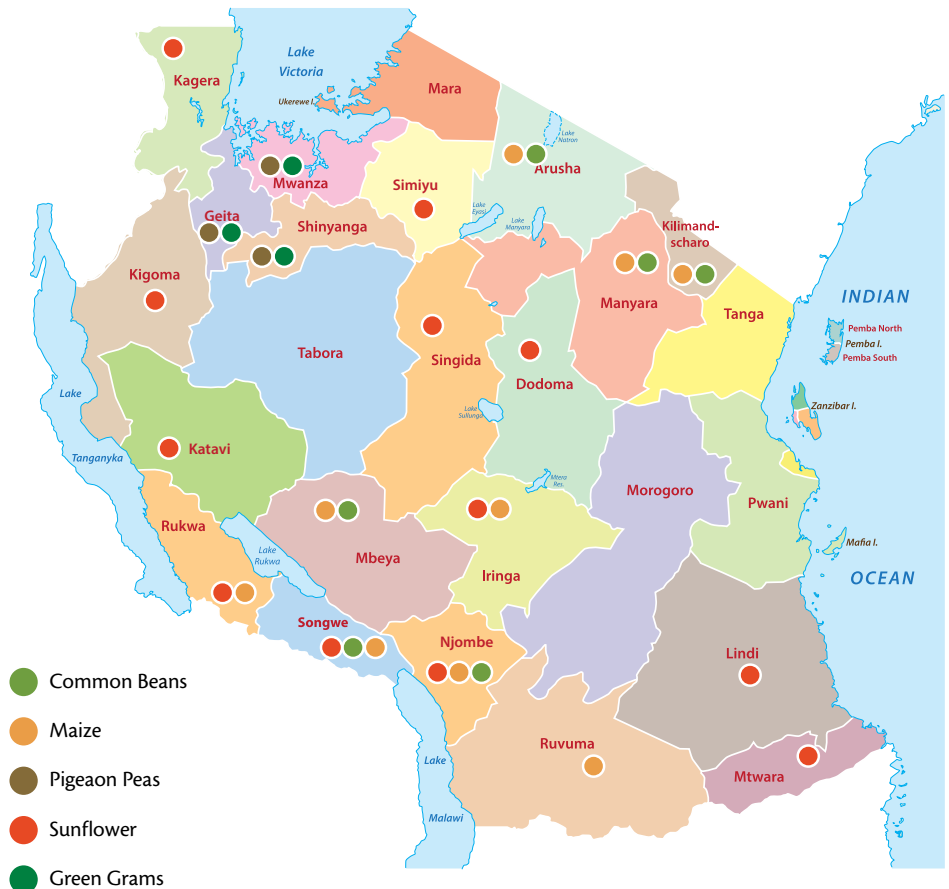 Lake
Victoria
Kagera
Mara
Ukerewe I.
Lake
Natron
Arusha
Mwanza
Simiyu
Geita
Shinyanga
Lake
Eyasi
Lake
Manyara
Kilimand-
scharo
Kigoma
Manyara
Tanga
INDIAN
Pemba North
Pemba I.
Pemba South
Tabora
Singida
Dodoma
Lake
Zanzibar I.
Lake
Sullunga
Katavi
Tanganyka
Mtera
Res.
Morogoro
Pwani
Rukwa
Lake
Rukwa
Mbeya
Iringa
Mafia I.
OCEAN
Songwe
Njombe
Lindi
Ruvuma
Mtwara
Lake
Malawi
Common Beans
Maize
Pigeaon Peas
Sunflower
Green Grams